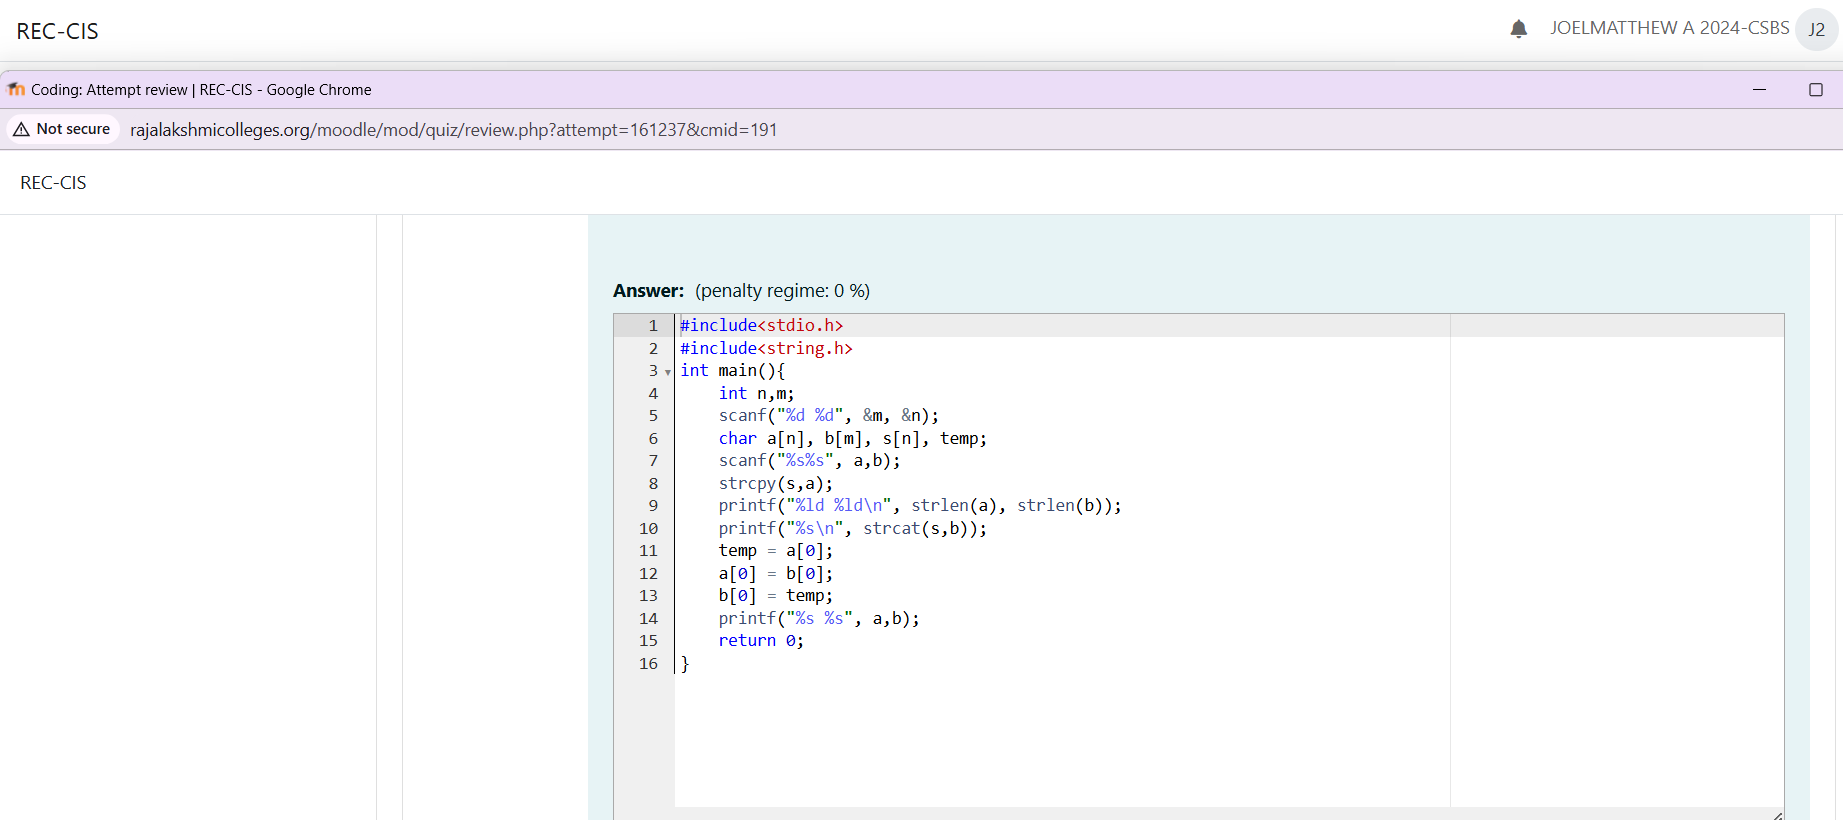 REC-CIS
JOELMATTHEW A 2024-CSBS J2
Coding: Attempt review | REC-CIS - Google Chrome
Not secure rajalakshmicolleges.org/moodle/mod/quiz/review.php?attempt=161237&cmid=191
REC-CIS
Answer: (penalty regime: 0 %)
1 #include<stdio.h>
2 #include<string.h>
3 int main(){
4     int n,m;
5     scanf("%d %d", &m, &n);
6     char a[n], b[m], s[n], temp;
7     scanf("%s%s", a,b);
8     strcpy(s,a);
9     printf("%ld %ld\n", strlen(a), strlen(b));
10     printf("%s\n", strcat(s,b));
11     temp = a[0];
12     a[0] = b[0];
13     b[0] = temp;
14     printf("%s %s", a,b);
15     return 0;
16 }